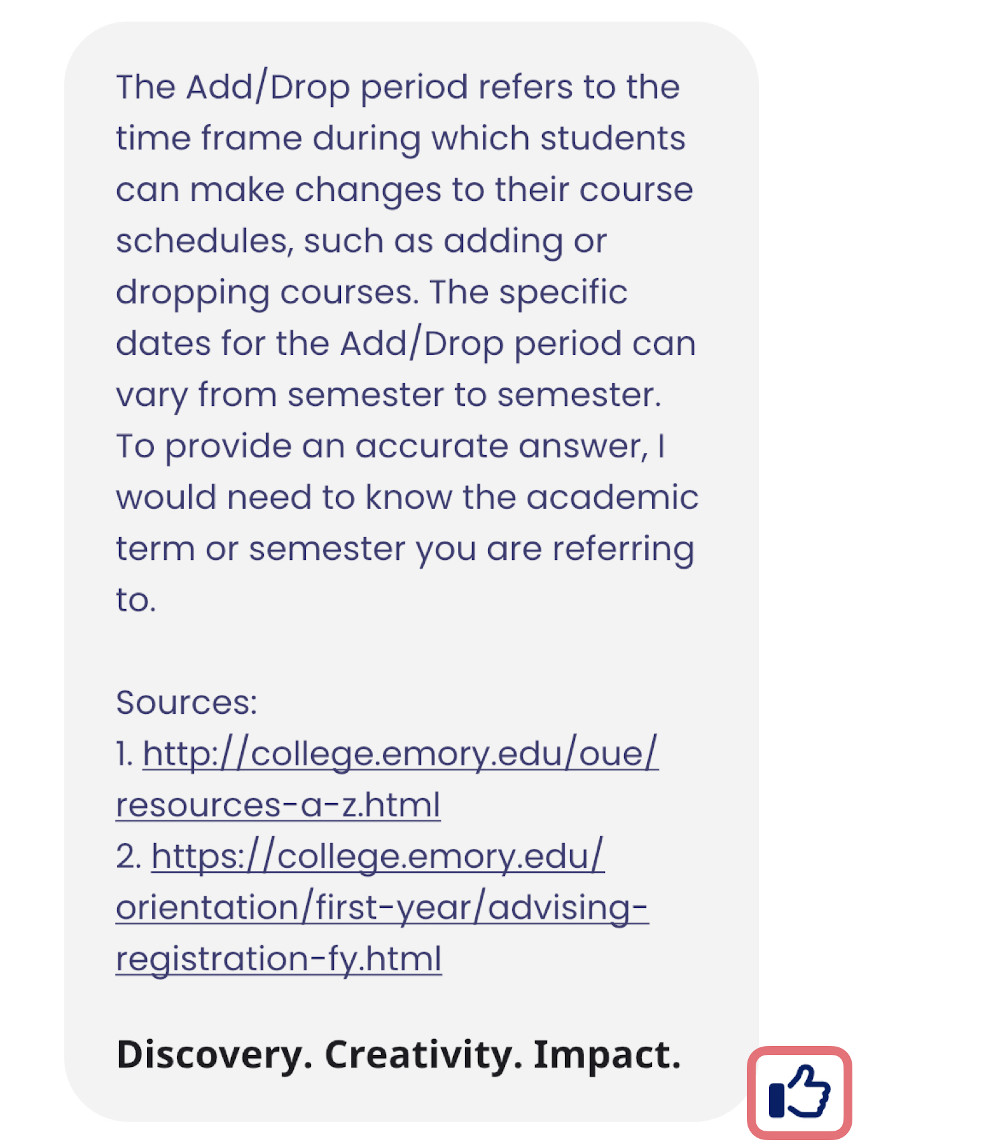 The Add/Drop period refers to the
time frame during which students
can make changes to their course
schedules, such as adding or
dropping courses. The specific
dates for the Add/Drop period can
vary from semester to semester.
To provide an accurate answer, I
would need to know the academic
term or semester you are referring
to.
Sources:
1. http://college.emory.edu/oue/
resources-a-z.html
2. https://college.emory.edu/
orientation/first-year/advising-
registration-fy.html
Discovery. Creativity. Impact.